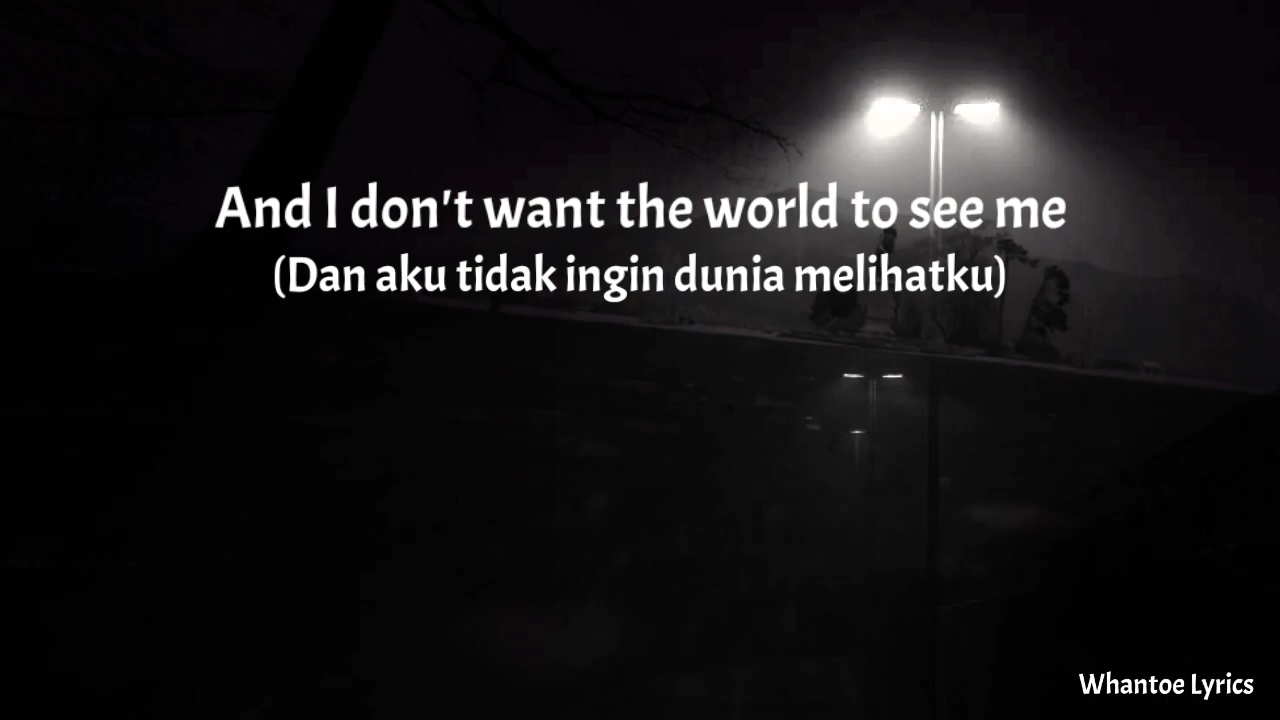 And I don't want the world to see me
(Dan aku tidak ingin dunia melihatku)
Whantoe Lyrics